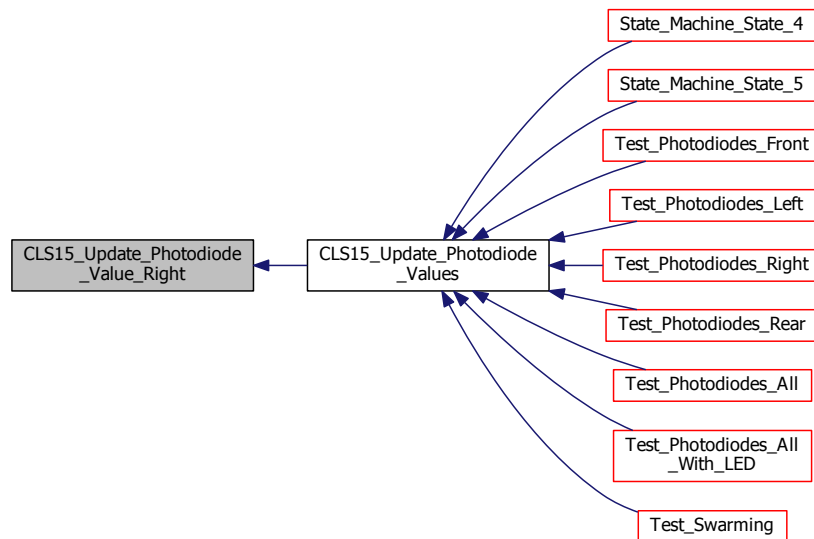 State_Machine_State_4
State_Machine_State_5
Test_Photodiodes_Front
Test_Photodiodes_Left
CLS15_Update_Photodiode
_Value_Right
CLS15_Update_Photodiode
_Values
Test_Photodiodes_Right
Test_Photodiodes_Rear
Test_Photodiodes_All
Test_Photodiodes_All
_With_LED
Test_Swarming